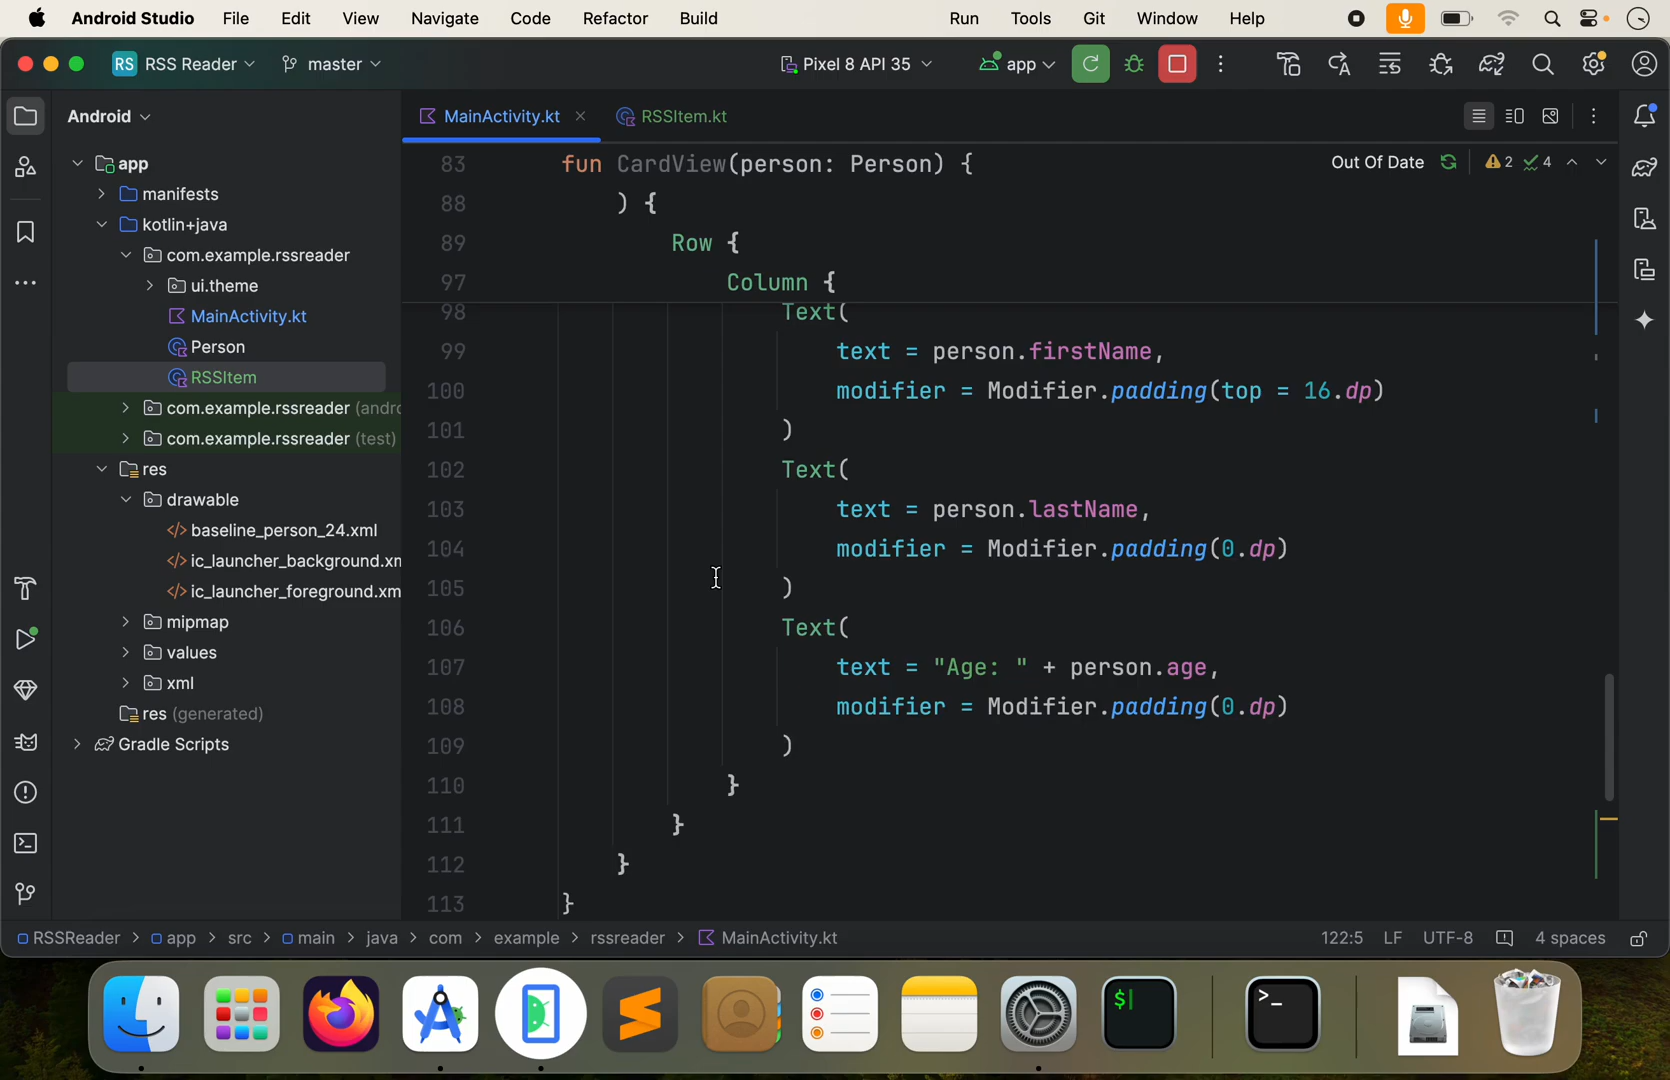 Android Studio File Edit View Navigate Code Refactor Build Run Tools Git Window Help
RS RSS Reader master Pixel 8 API 35 app
Android
MainActivity.kt RSSItem.kt
app
manifests
kotlin+java
com.example.rssreader
ui.theme
MainActivity.kt
Person
RSSItem
com.example.rssreader (andro
com.example.rssreader (test)
res
drawable
baseline_person_24.xml
ic_launcher_background.xm
ic_launcher_foreground.xm
mipmap
values
xml
res (generated)
Gradle Scripts
Out Of Date 2 4
83 fun CardView(person: Person) {
88 ) {
89 Row {
97 Column {
98 Text(
99 text = person.firstName,
100 modifier = Modifier.padding(top = 16.dp)
101 )
102 Text(
103 text = person.lastName,
104 modifier = Modifier.padding(0.dp)
105 )
106 Text(
107 text = "Age: " + person.age,
108 modifier = Modifier.padding(0.dp)
109 )
110 }
111 }
112 }
113 }
RSSReader > app > src > main > java > com > example > rssreader > MainActivity.kt 122:5 LF UTF-8 4 spaces